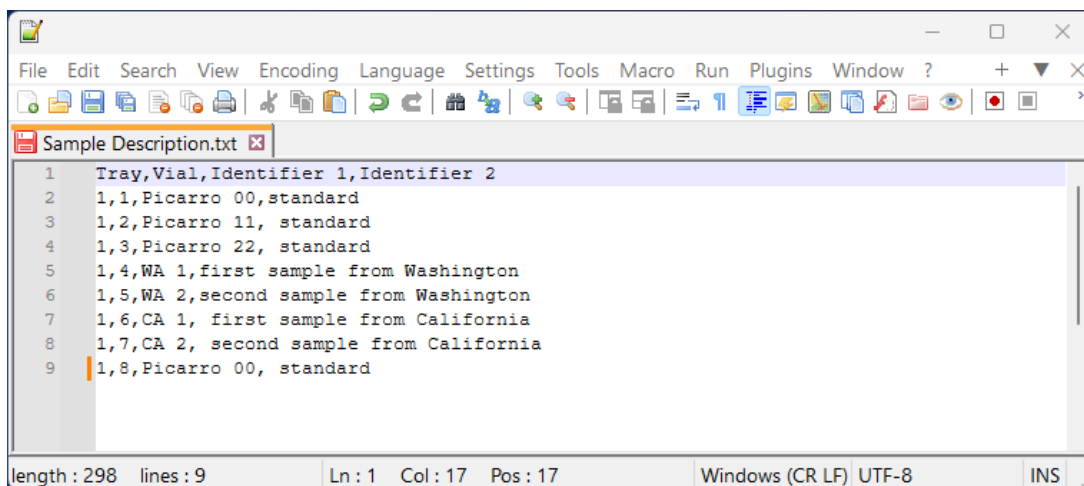 File Edit Search View Encoding Language Settings Tools Macro Run Plugins Window ?
Sample Description.txt
1 Tray,Vial,Identifier 1,Identifier 2
2 1,1,Picarro 00,standard
3 1,2,Picarro 11, standard
4 1,3,Picarro 22, standard
5 1,4,WA 1,first sample from Washington
6 1,5,WA 2,second sample from Washington
7 1,6,CA 1, first sample from California
8 1,7,CA 2, second sample from California
9 1,8,Picarro 00, standard
length : 298 lines : 9 Ln : 1 Col : 17 Pos : 17 Windows (CR LF) UTF-8 INS